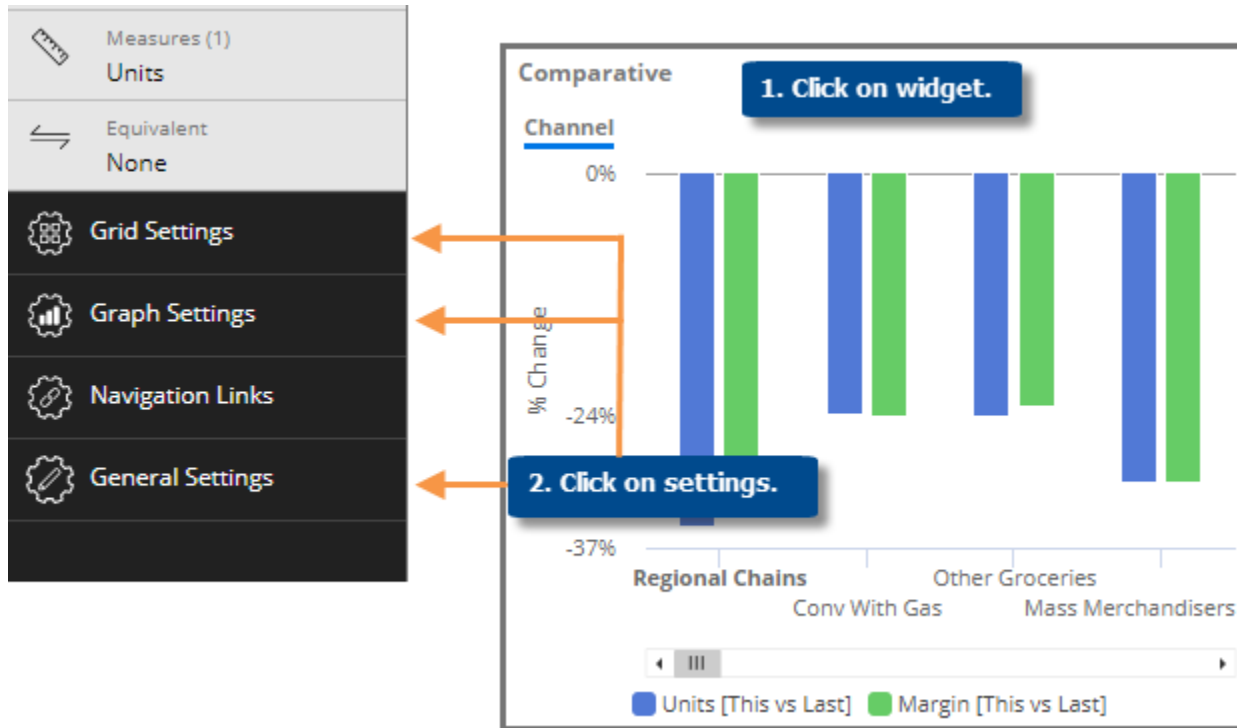 Measures (1)
Units
Equivalent
None
Grid Settings
Graph Settings
Navigation Links
General Settings
Comparative
1. Click on widget.
Channel
0%
% Change
-24%
2. Click on settings.
-37%
Regional Chains
Other Groceries
Conv With Gas
Mass Merchandisers
Units [This vs Last]
Margin [This vs Last]